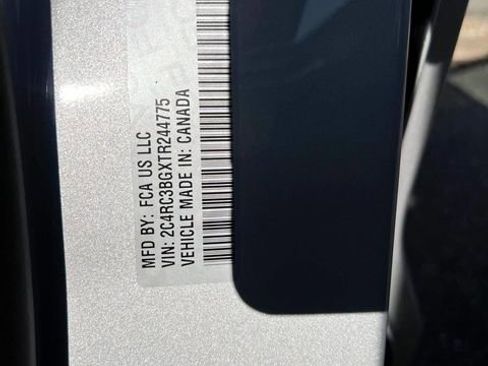 MFD BY: FCA US LLC
VIN: 2C4RC3BGXTR244775
VEHICLE MADE IN: CANADA